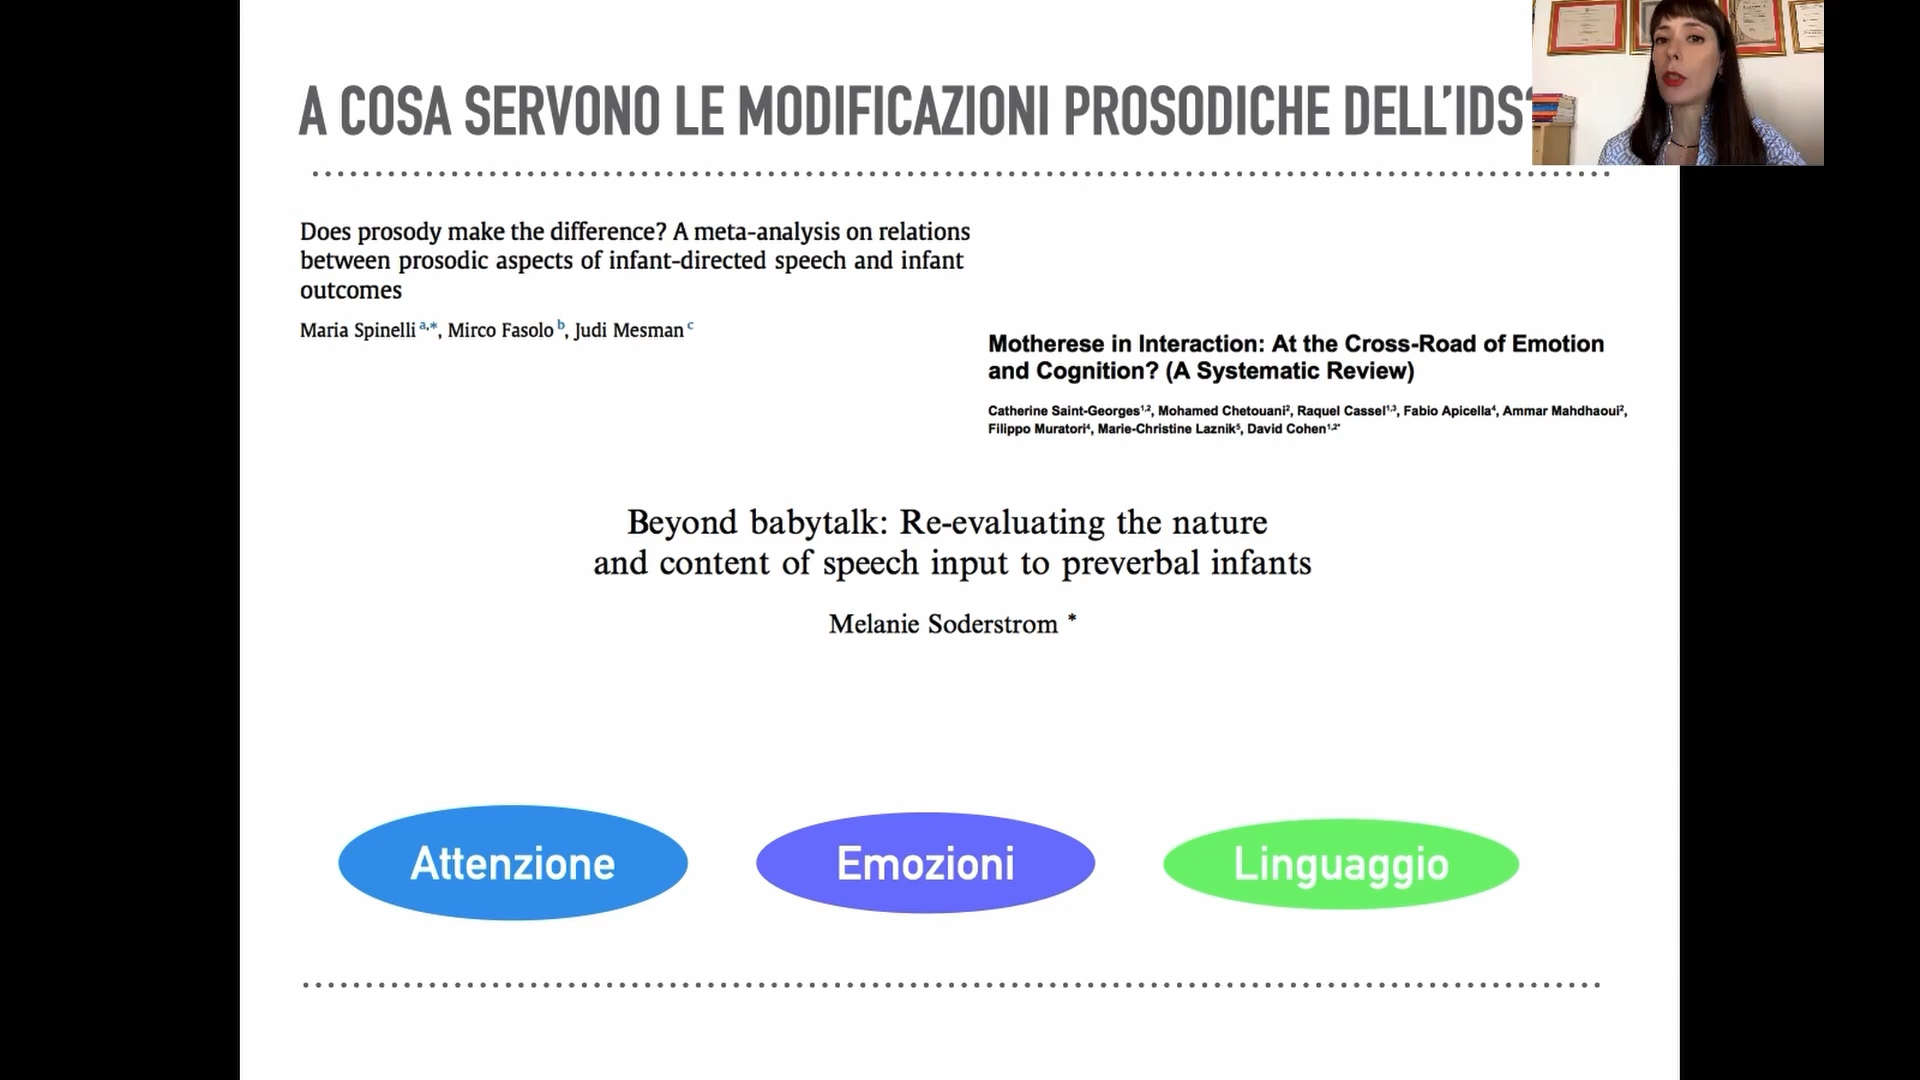 A COSA SERVONO LE MODIFICAZIONI PROSODICHE DELL'IDS?
Does prosody make the difference? A meta-analysis on relations
between prosodic aspects of infant-directed speech and infant
outcomes
Maria Spinelli a,*, Mirco Fasolo b, Judi Mesman c
Motherese in Interaction: At the Cross-Road of Emotion
and Cognition? (A Systematic Review)
Catherine Saint-Georges1,2, Mohamed Chetouani2, Raquel Cassel1,3, Fabio Apicella4, Ammar Mahdhaoui2,
Filippo Muratori4, Marie-Christine Laznik5, David Cohen1,2*
Beyond babytalk: Re-evaluating the nature
and content of speech input to preverbal infants
Melanie Soderstrom *
Attenzione
Emozioni
Linguaggio